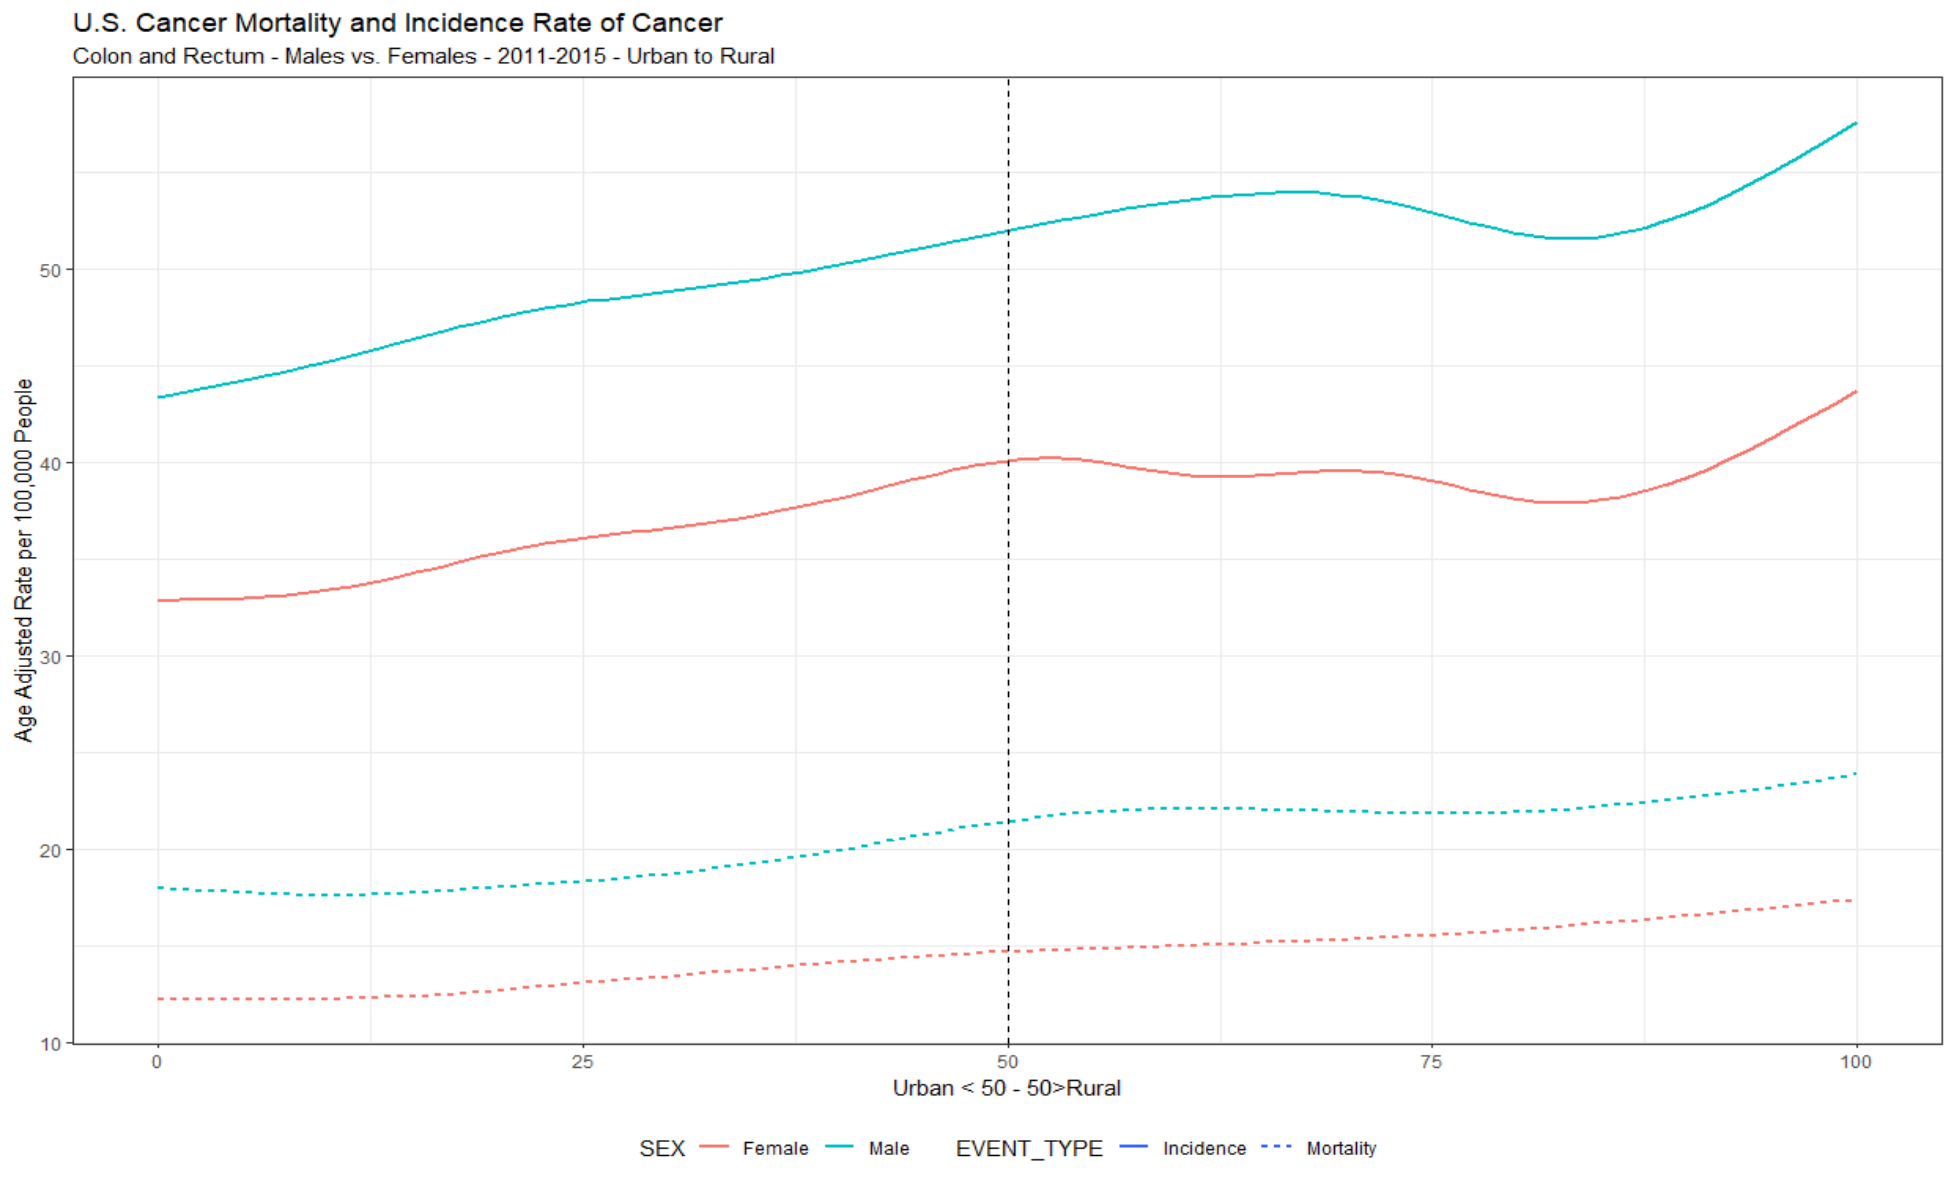 U.S. Cancer Mortality and Incidence Rate of Cancer
Colon and Rectum - Males vs. Females - 2011-2015 - Urban to Rural
Age Adjusted Rate per 100,000 People
50
40
30
20
10
0 25 50 75 100
Urban < 50 - 50>Rural
SEX Female Male EVENT_TYPE Incidence Mortality